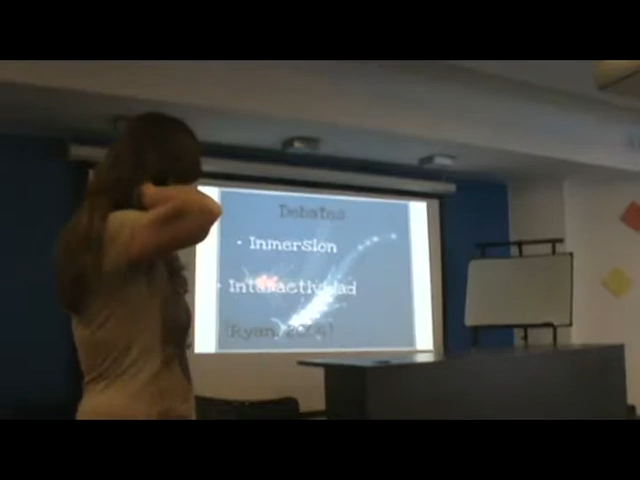 Debates
• Inmersion
• Interactividad
(Ryan, 2004)